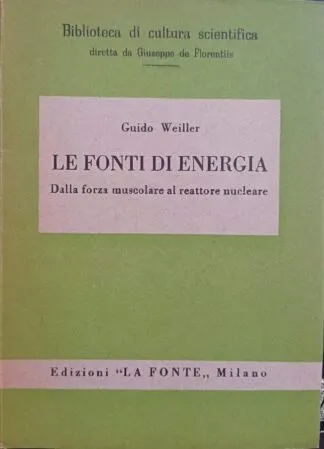 Biblioteca di cultura scientifica
diretta da Giuseppe de Florentiis
Guido Weiller
LE FONTI DI ENERGIA
Dalla forza muscolare al reattore nucleare
Edizioni "LA FONTE„ Milano